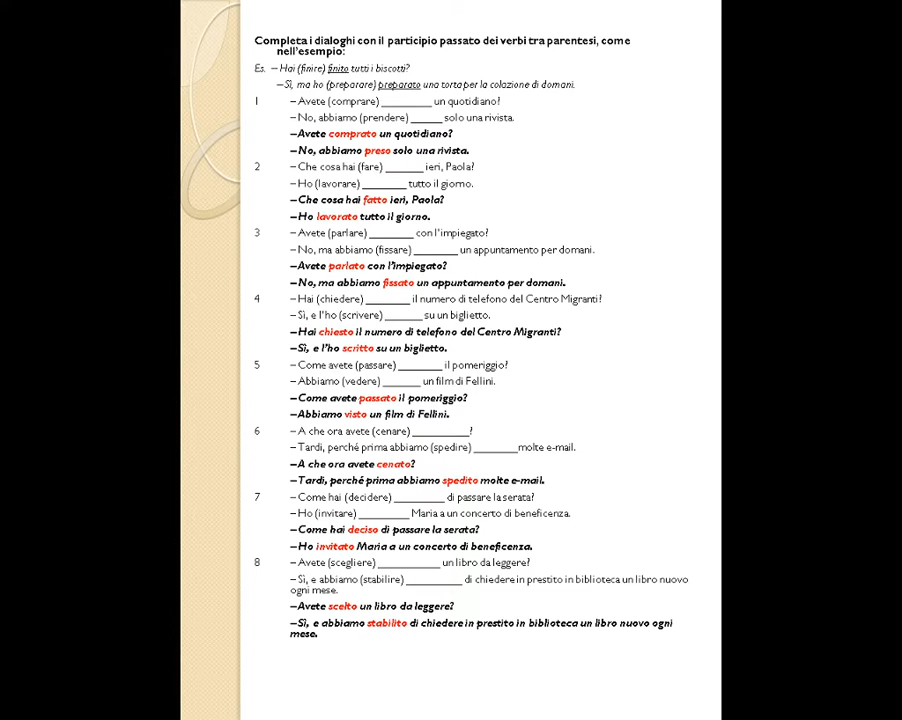 Completa i dialoghi con il participio passato dei verbi tra parentesi, come
nell'esempio:
Es. – Hai (finire) finito tutti i biscotti?
–Sì, ma ho (preparare) preparato una torta per la colazione di domani.
1 – Avete (comprare) _________ un quotidiano?
– No, abbiamo (prendere) _____ solo una rivista.
–Avete comprato un quotidiano?
–No, abbiamo preso solo una rivista.
2 – Che cosa hai (fare) _______ ieri, Paola?
– Ho (lavorare) ________ tutto il giorno.
–Che cosa hai fatto ieri, Paola?
–Ho lavorato tutto il giorno.
3 – Avete (parlare) ________ con l'impiegato?
– No, ma abbiamo (fissare) ________ un appuntamento per domani.
–Avete parlato con l'impiegato?
–No, ma abbiamo fissato un appuntamento per domani.
4 – Hai (chiedere) ________ il numero di telefono del Centro Migranti?
– Sì, e l'ho (scrivere) _______ su un biglietto.
–Hai chiesto il numero di telefono del Centro Migranti?
–Sì, e l'ho scritto su un biglietto.
5 – Come avete (passare) ________ il pomeriggio?
– Abbiamo (vedere) _______ un film di Fellini.
–Come avete passato il pomeriggio?
–Abbiamo visto un film di Fellini.
6 – A che ora avete (cenare) __________?
– Tardi, perché prima abbiamo (spedire) ________molte e-mail.
–A che ora avete cenato?
–Tardi, perché prima abbiamo spedito molte e-mail.
7 – Come hai (decidere) _________ di passare la serata?
– Ho (invitare) _________ Maria a un concerto di beneficenza.
–Come hai deciso di passare la serata?
–Ho invitato Maria a un concerto di beneficenza.
8 – Avete (scegliere) ___________ un libro da leggere?
– Sì, e abbiamo (stabilire) __________ di chiedere in prestito in biblioteca un libro nuovo
ogni mese.
–Avete scelto un libro da leggere?
–Sì, e abbiamo stabilito di chiedere in prestito in biblioteca un libro nuovo ogni
mese.